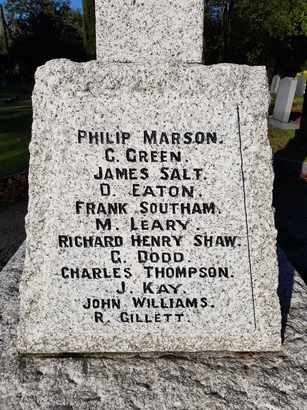 PHILIP MARSON.
G. GREEN.
JAMES SALT.
D. EATON.
FRANK SOUTHAM.
M. LEARY.
RICHARD HENRY SHAW.
G. DODD.
CHARLES THOMPSON.
J. KAY.
JOHN WILLIAMS.
R. GILLETT.